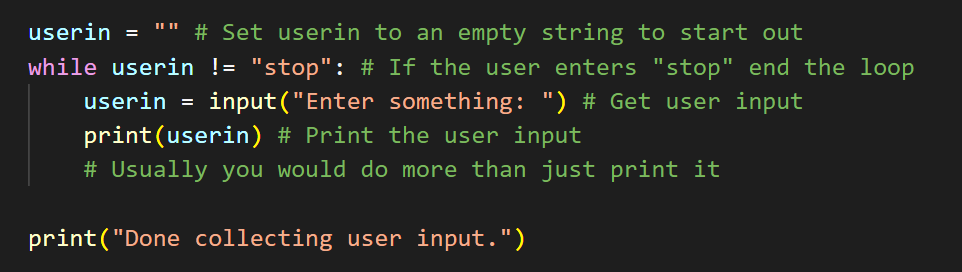 userin = "" # Set userin to an empty string to start out
while userin != "stop": # If the user enters "stop" end the loop
    userin = input("Enter something: ") # Get user input
    print(userin) # Print the user input
    # Usually you would do more than just print it

print("Done collecting user input.")